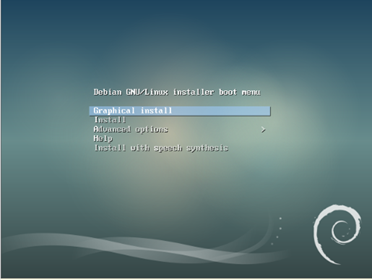 Debian GNU/Linux installer boot menu
Graphical install
Install
Advanced options >
Help
Install with speech synthesis